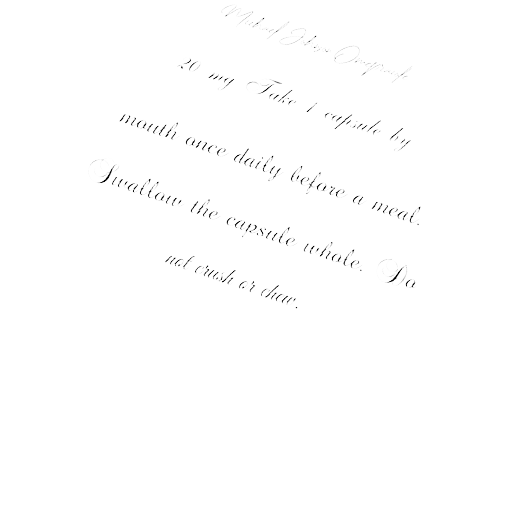 Michael Johnson Omeprazole
20 mg Take 1 capsule by
mouth once daily before a meal.
Swallow the capsule whole. Do
not crush or chew.